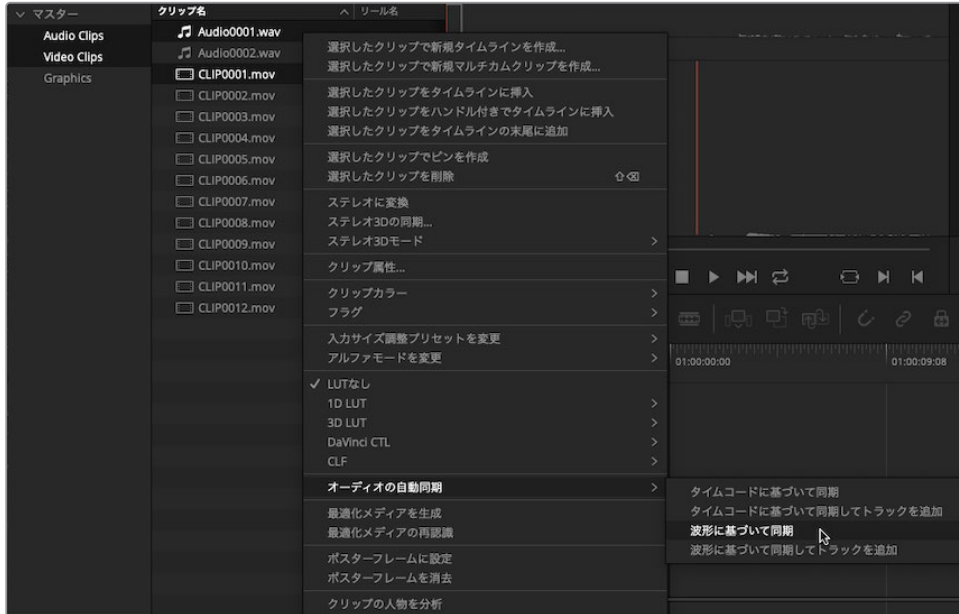 マスター
Audio Clips
Video Clips
Graphics
クリップ名
リール名
Audio0001.wav
Audio0002.wav
CLIP0001.mov
CLIP0002.mov
CLIP0003.mov
CLIP0004.mov
CLIP0005.mov
CLIP0006.mov
CLIP0007.mov
CLIP0008.mov
CLIP0009.mov
CLIP0010.mov
CLIP0011.mov
CLIP0012.mov
選択したクリップで新規タイムラインを作成...
選択したクリップで新規マルチカムクリップを作成...
選択したクリップをタイムラインに挿入
選択したクリップをハンドル付きでタイムラインに挿入
選択したクリップをタイムラインの末尾に追加
選択したクリップでビンを作成
選択したクリップを削除 ⇧⌫
ステレオに変換
ステレオ3Dの同期...
ステレオ3Dモード
クリップ属性...
クリップカラー
フラグ
入力サイズ調整プリセットを変更
アルファモードを変更
✓ LUTなし
1D LUT
3D LUT
DaVinci CTL
CLF
オーディオの自動同期
最適化メディアを生成
最適化メディアの再認識
ポスターフレームに設定
ポスターフレームを消去
クリップの人物を分析
タイムコードに基づいて同期
タイムコードに基づいて同期してトラックを追加
波形に基づいて同期
波形に基づいて同期してトラックを追加
01:00:00:00
01:00:09:08